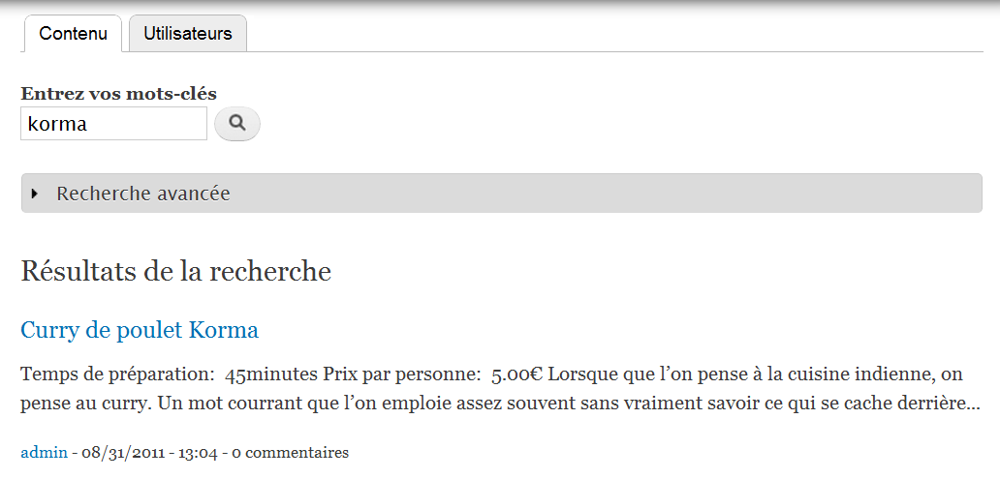 Contenu Utilisateurs
Entrez vos mots-clés
korma
Recherche avancée
Résultats de la recherche
Curry de poulet Korma
Temps de préparation: 45minutes Prix par personne: 5.00€ Lorsque que l’on pense à la cuisine indienne, on
pense au curry. Un mot courrant que l’on emploie assez souvent sans vraiment savoir ce qui se cache derrière...
admin - 08/31/2011 - 13:04 - 0 commentaires